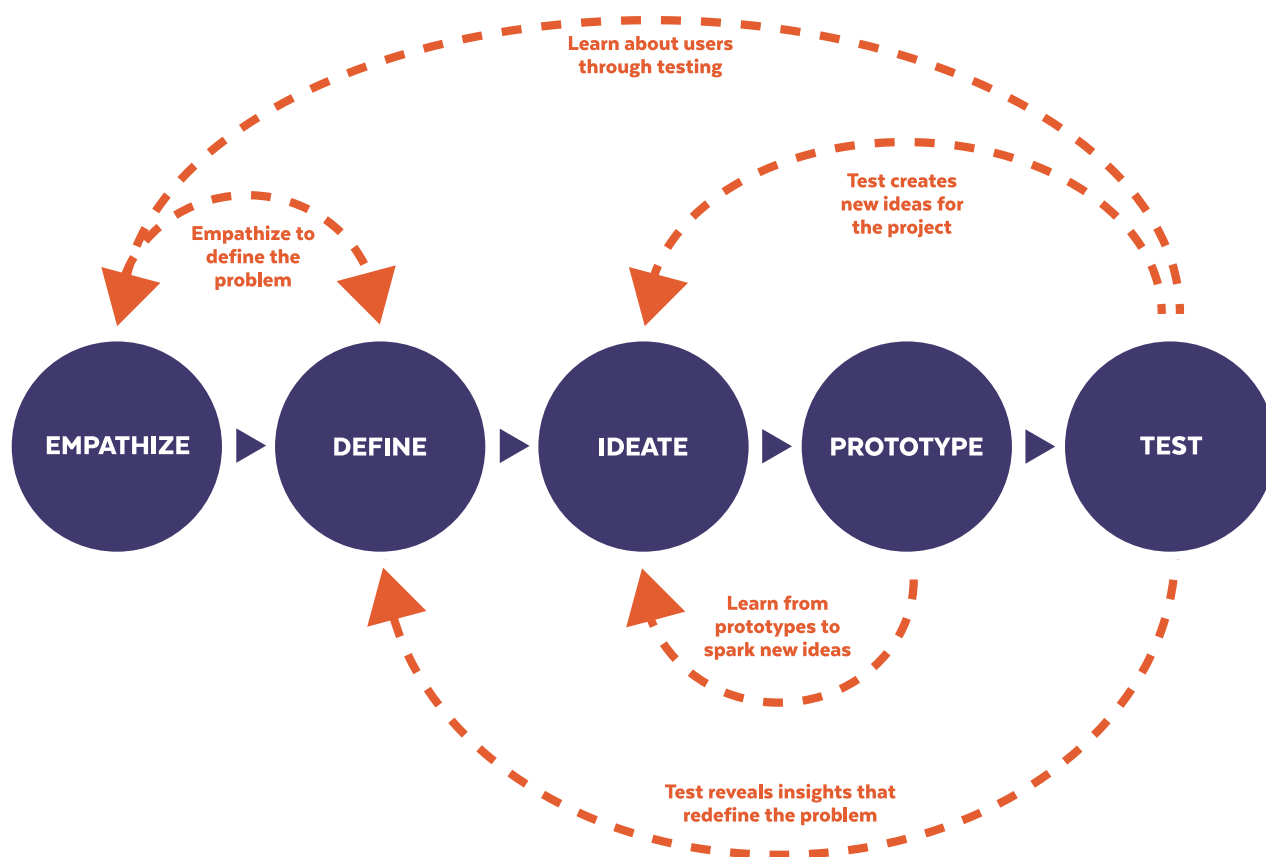 Learn about users
through testing
Test creates
new ideas for
the project
Empathize to
define the
problem
EMPATHIZE
DEFINE
IDEATE
PROTOTYPE
TEST
Learn from
prototypes to
spark new ideas
Test reveals insights that
redefine the problem